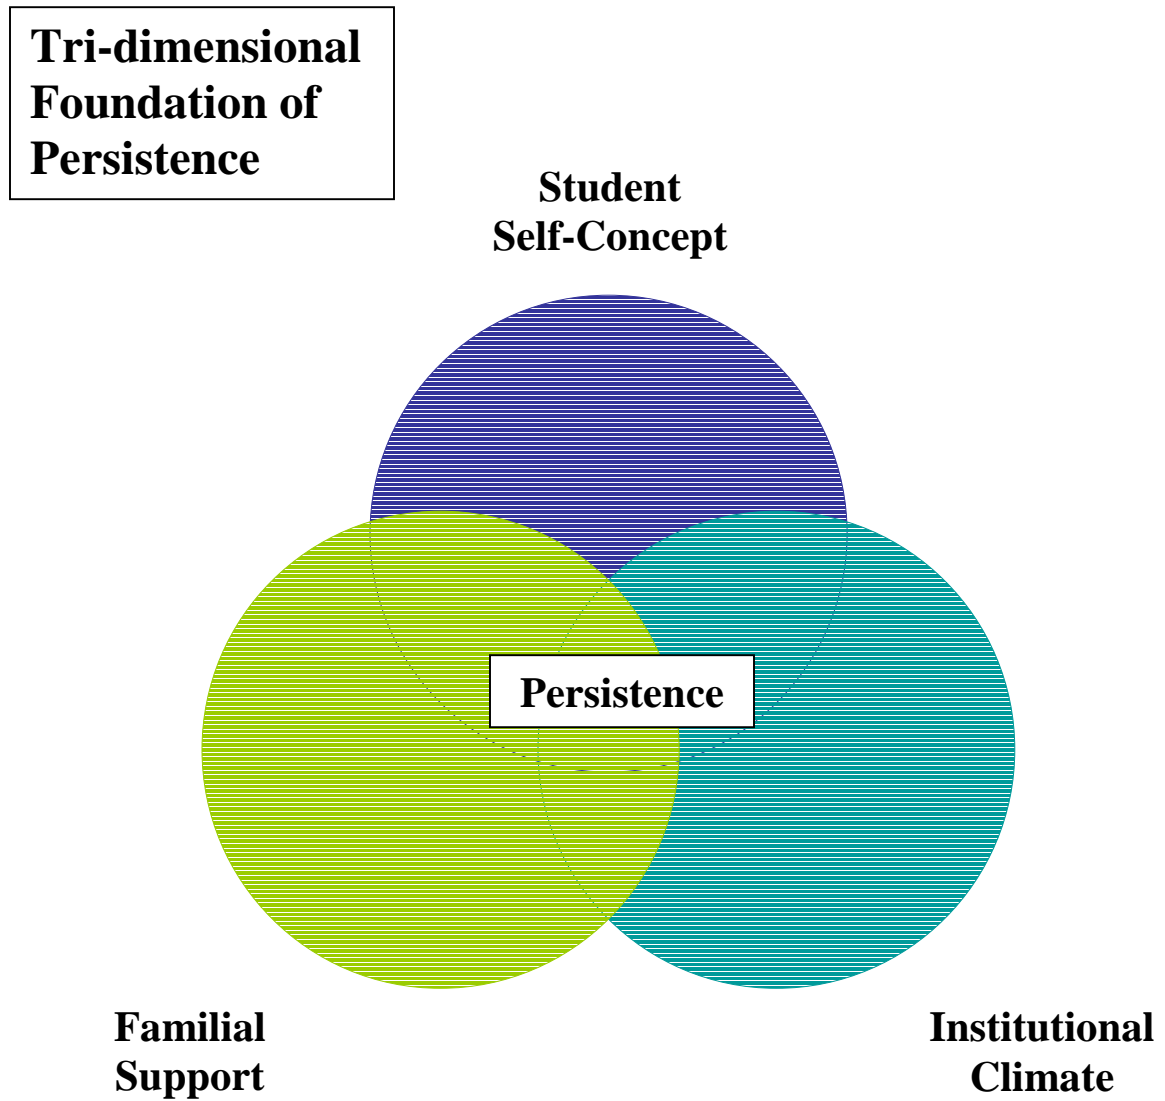 Tri-dimensional
Foundation of
Persistence
Student
Self-Concept
Persistence
Familial
Support
Institutional
Climate